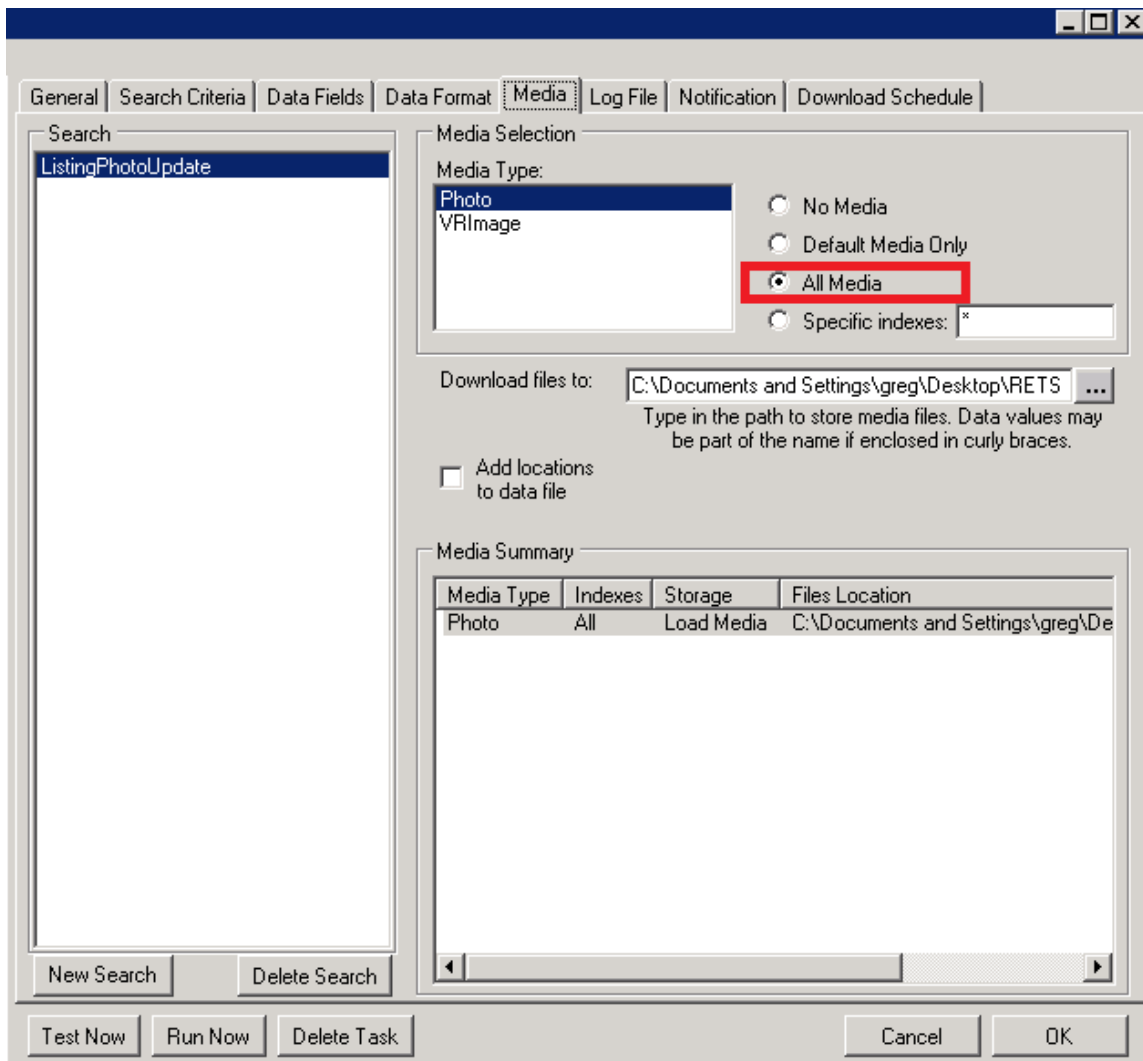 General Search Criteria Data Fields Data Format Media Log File Notification Download Schedule
Search
ListingPhotoUpdate
New Search Delete Search
Media Selection
Media Type:
Photo
VRImage
No Media
Default Media Only
All Media
Specific indexes: *
Download files to: C:\Documents and Settings\greg\Desktop\RETS ...
Type in the path to store media files. Data values may
be part of the name if enclosed in curly braces.
Add locations
to data file
Media Summary
Media Type Indexes Storage Files Location
Photo All Load Media C:\Documents and Settings\greg\De
Test Now Run Now Delete Task Cancel OK